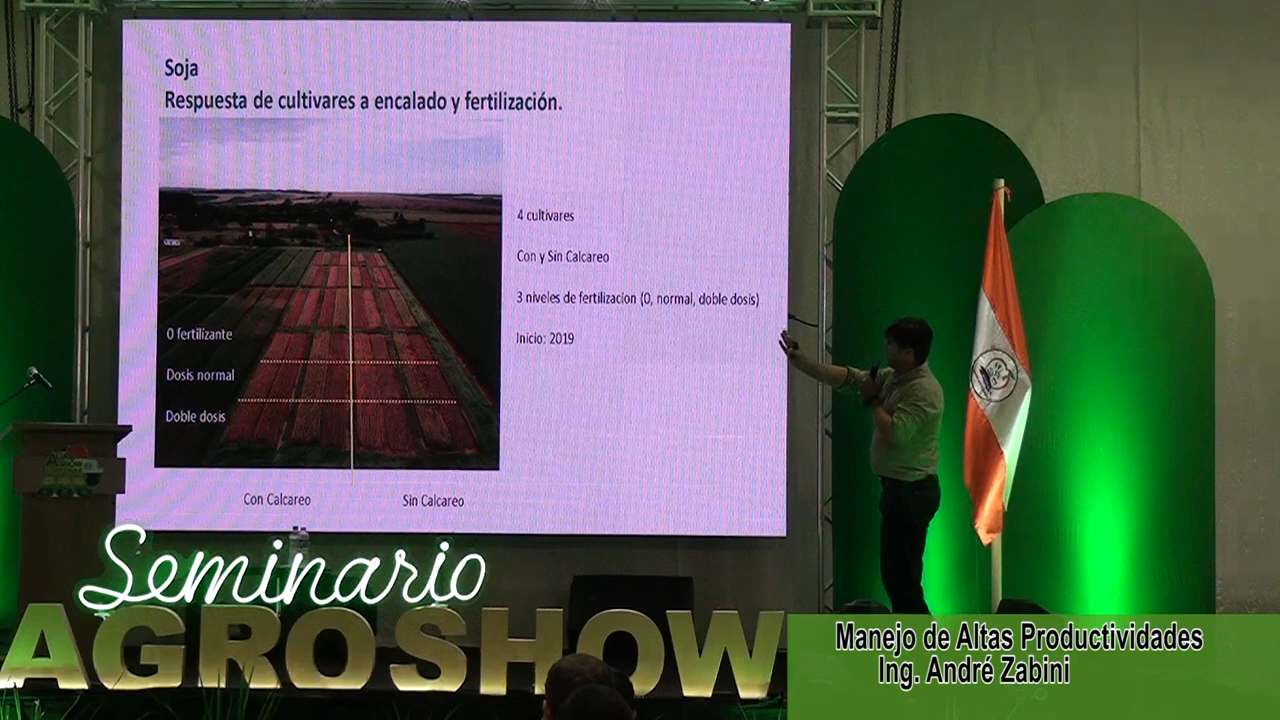 Soja
Respuesta de cultivares a encalado y fertilización.
4 cultivares
Con y Sin Calcareo
3 niveles de fertilizacion (0, normal, doble dosis)
Inicio: 2019
0 fertilizante
Dosis normal
Doble dosis
Con Calcareo
Sin Calcareo
Seminario
AGROSHOW
Manejo de Altas Productividades
Ing. André Zabini